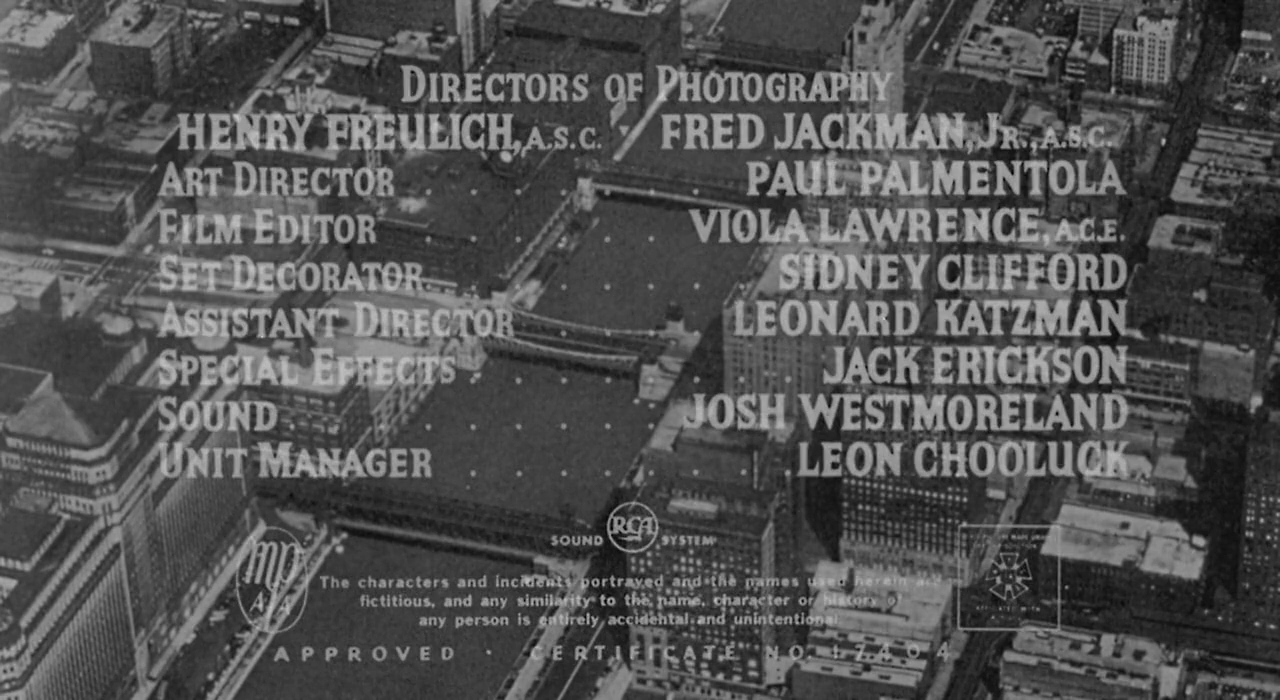 DIRECTORS OF PHOTOGRAPHY
HENRY FREULICH, A.S.C. FRED JACKMAN, JR., A.S.C.
ART DIRECTOR . . . . . . . PAUL PALMENTOLA
FILM EDITOR . . . . . . VIOLA LAWRENCE, A.C.E.
SET DECORATOR . . . . . . . SIDNEY CLIFFORD
ASSISTANT DIRECTOR . . . . . LEONARD KATZMAN
SPECIAL EFFECTS . . . . . . . . JACK ERICKSON
SOUND . . . . . . JOSH WESTMORELAND
UNIT MANAGER . . . . . . . LEON CHOOLUCK
SOUND RCA SYSTEM
MPAA
The characters and incidents portrayed and the names used herein are
fictitious, and any similarity to the name, character or history of
any person is entirely accidental and unintentional
AFFILIATED WITH
APPROVED · CERTIFICATE NO. 17404